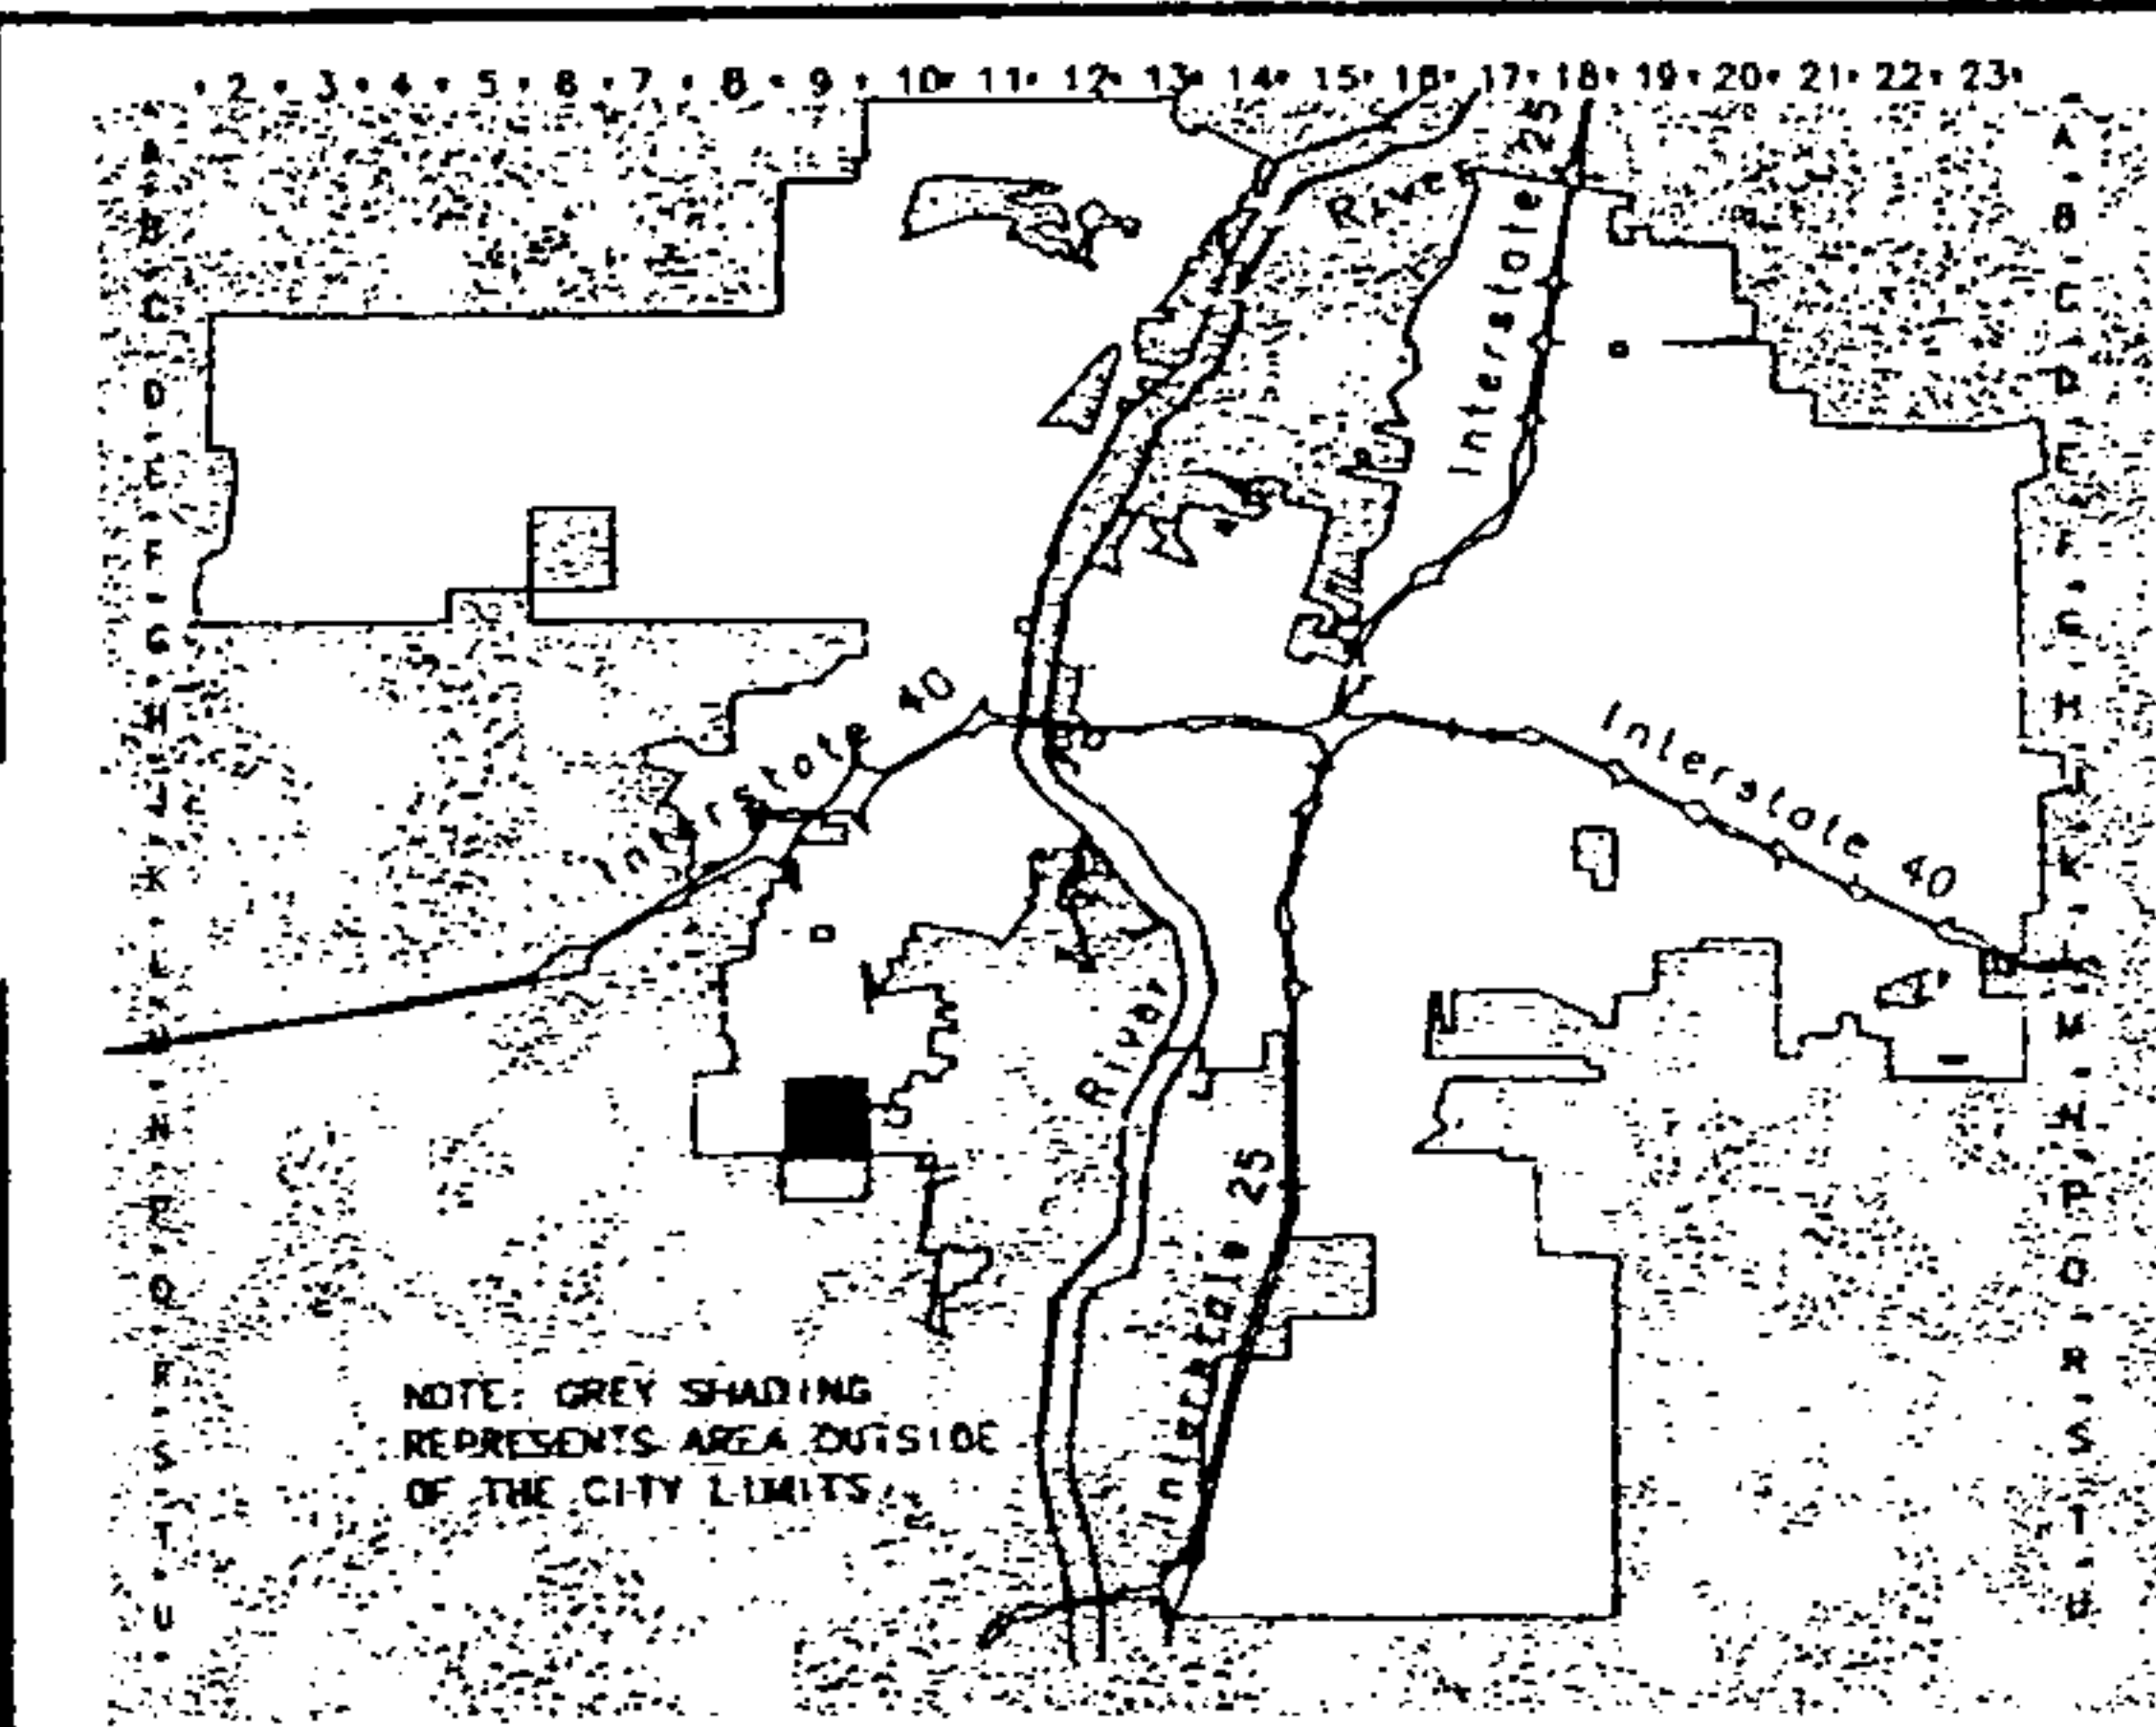 2 3 4 5 6 7 8 9 10 11 12 13 14 15 16 17 18 19 20 21 22 23
A A
B B
C C
D D
E E
F F
G G
H H
J J
K K
L L
M M
N N
P P
Q Q
R R
S S
T T
U U
River
Interstate 25
Interstate 40
Interstate 40
River
Interstate 25
NOTE: GREY SHADING
REPRESENTS AREA OUTSIDE
OF THE CITY LIMITS